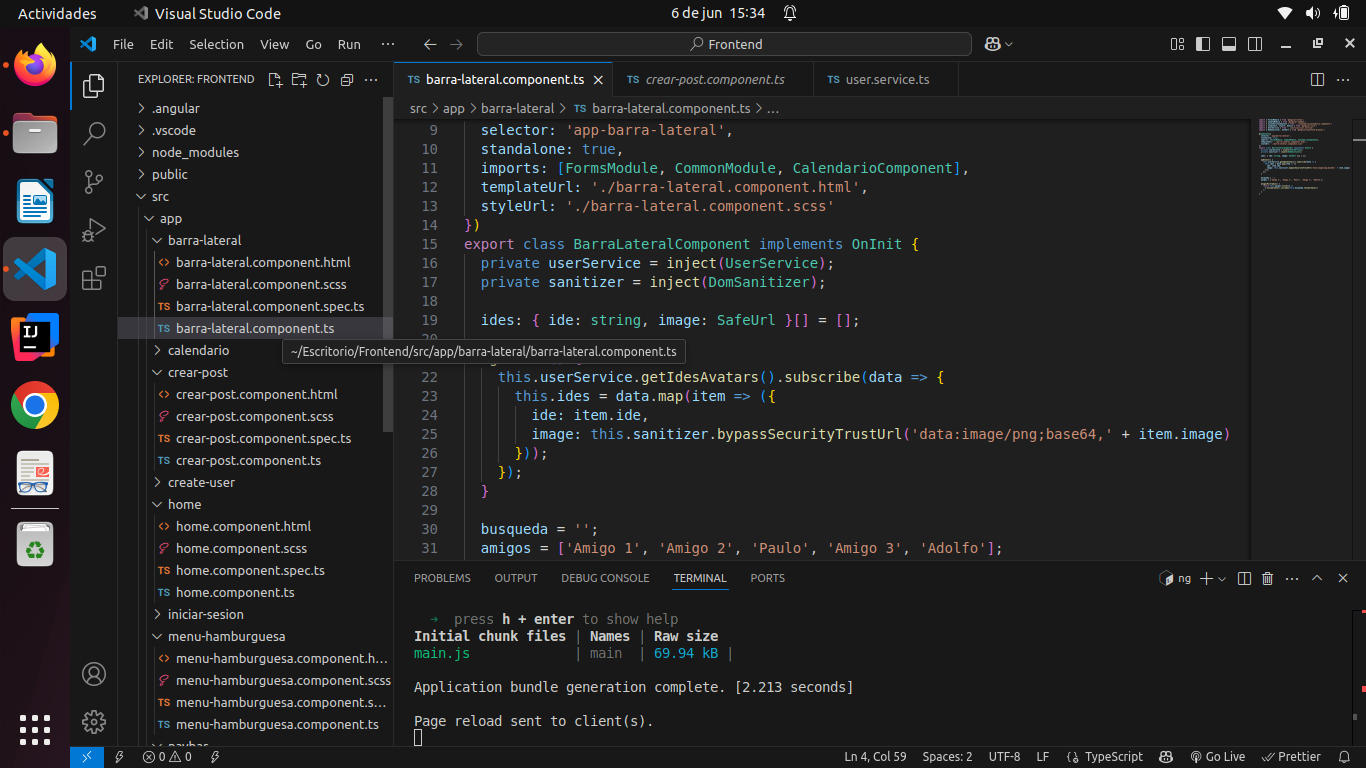 Actividades
Visual Studio Code
6 de jun 15:34
File Edit Selection View Go Run ···
Frontend
EXPLORER: FRONTEND
.angular
.vscode
node_modules
public
src
app
barra-lateral
barra-lateral.component.html
barra-lateral.component.scss
TS barra-lateral.component.spec.ts
TS barra-lateral.component.ts
calendario
crear-post
crear-post.component.html
crear-post.component.scss
TS crear-post.component.spec.ts
TS crear-post.component.ts
create-user
home
home.component.html
home.component.scss
TS home.component.spec.ts
TS home.component.ts
iniciar-sesion
menu-hamburguesa
menu-hamburguesa.component.h...
menu-hamburguesa.component.scss
TS menu-hamburguesa.component.s...
TS menu-hamburguesa.component.ts
navbar
~/Escritorio/Frontend/src/app/barra-lateral/barra-lateral.component.ts
TS barra-lateral.component.ts
TS crear-post.component.ts
TS user.service.ts
src > app > barra-lateral > TS barra-lateral.component.ts > ...
9 selector: 'app-barra-lateral',
10 standalone: true,
11 imports: [FormsModule, CommonModule, CalendarioComponent],
12 templateUrl: './barra-lateral.component.html',
13 styleUrl: './barra-lateral.component.scss'
14 })
15 export class BarraLateralComponent implements OnInit {
16 private userService = inject(UserService);
17 private sanitizer = inject(DomSanitizer);
18
19 ides: { ide: string, image: SafeUrl }[] = [];
22 this.userService.getIdesAvatars().subscribe(data => {
23 this.ides = data.map(item => ({
24 ide: item.ide,
25 image: this.sanitizer.bypassSecurityTrustUrl('data:image/png;base64,' + item.image)
26 }));
27 });
28 }
29
30 busqueda = '';
31 amigos = ['Amigo 1', 'Amigo 2', 'Paulo', 'Amigo 3', 'Adolfo'];
PROBLEMS OUTPUT DEBUG CONSOLE TERMINAL PORTS
ng
→ press h + enter to show help
Initial chunk files | Names | Raw size
main.js | main | 69.94 kB |
Application bundle generation complete. [2.213 seconds]
Page reload sent to client(s).
0 0
Ln 4, Col 59 Spaces: 2 UTF-8 LF {} TypeScript Go Live Prettier
IJ